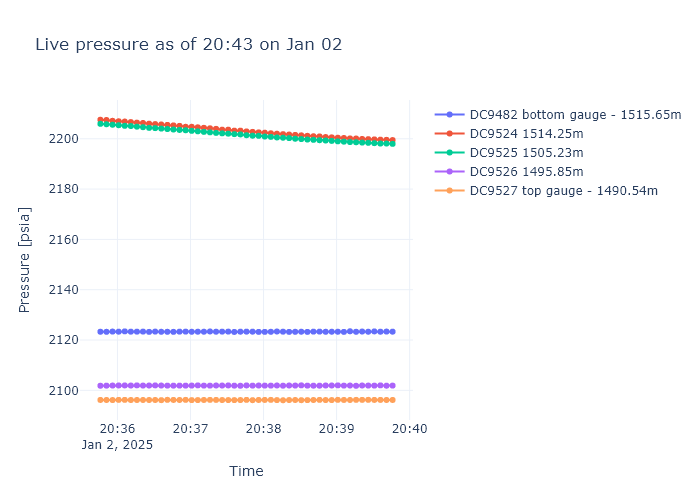 Live pressure as of 20:43 on Jan 02
DC9482 bottom gauge - 1515.65m
DC9524 1514.25m
DC9525 1505.23m
DC9526 1495.85m
DC9527 top gauge - 1490.54m
Pressure [psia]
2200
2180
2160
2140
2120
2100
20:36
20:37
20:38
20:39
20:40
Jan 2, 2025
Time